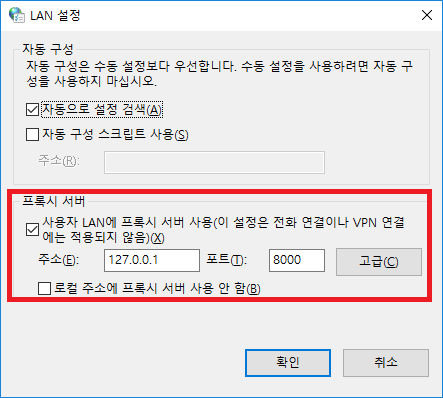 LAN 설정
자동 구성
자동 구성은 수동 설정보다 우선합니다. 수동 설정을 사용하려면 자동 구
성을 사용하지 마십시오.
자동으로 설정 검색(A)
자동 구성 스크립트 사용(S)
주소(R):
프록시 서버
사용자 LAN에 프록시 서버 사용(이 설정은 전화 연결이나 VPN 연결
에는 적용되지 않음)(X)
주소(E): 127.0.0.1 포트(T): 8000 고급(C)
로컬 주소에 프록시 서버 사용 안 함(B)
확인 취소